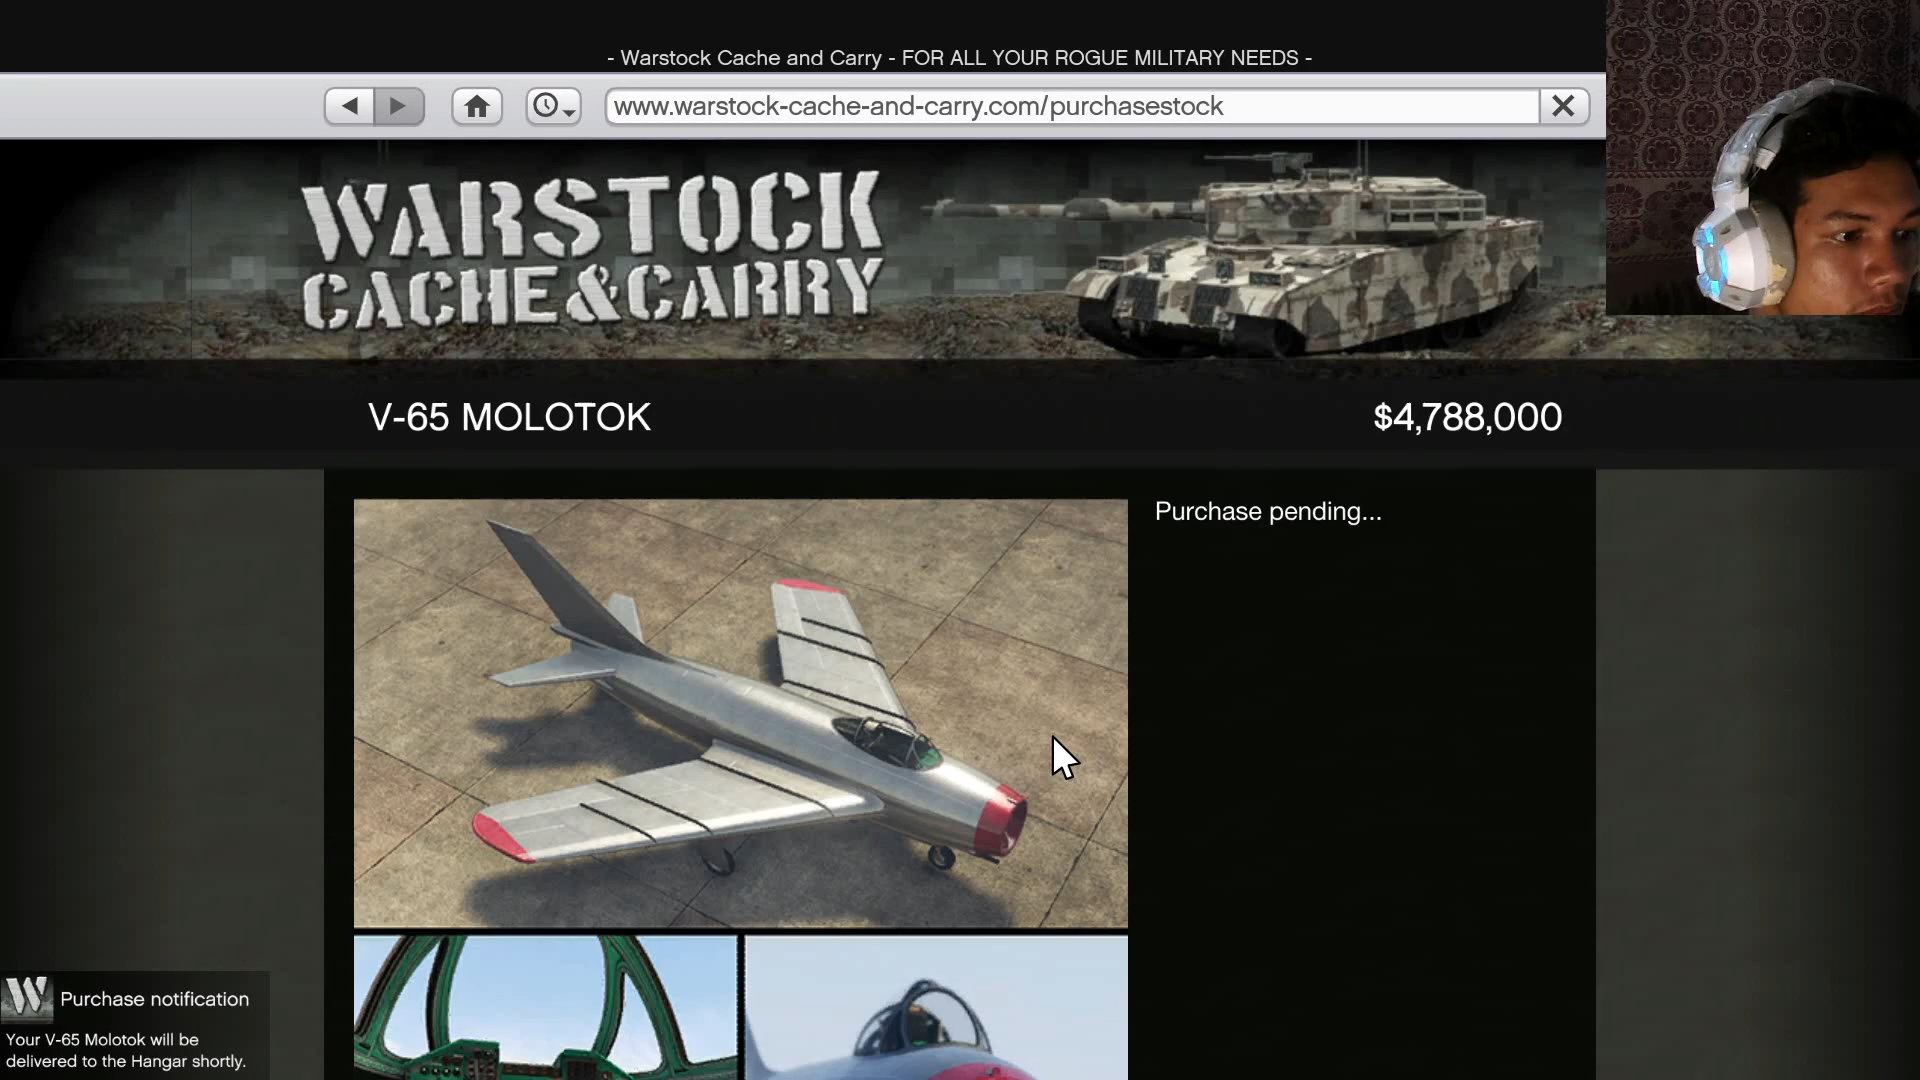 - Warstock Cache and Carry - FOR ALL YOUR ROGUE MILITARY NEEDS -
www.warstock-cache-and-carry.com/purchasestock
WARSTOCK
CACHE & CARRY
V-65 MOLOTOK
$4,788,000
Purchase pending...
W
Purchase notification
Your V-65 Molotok will be
delivered to the Hangar shortly.